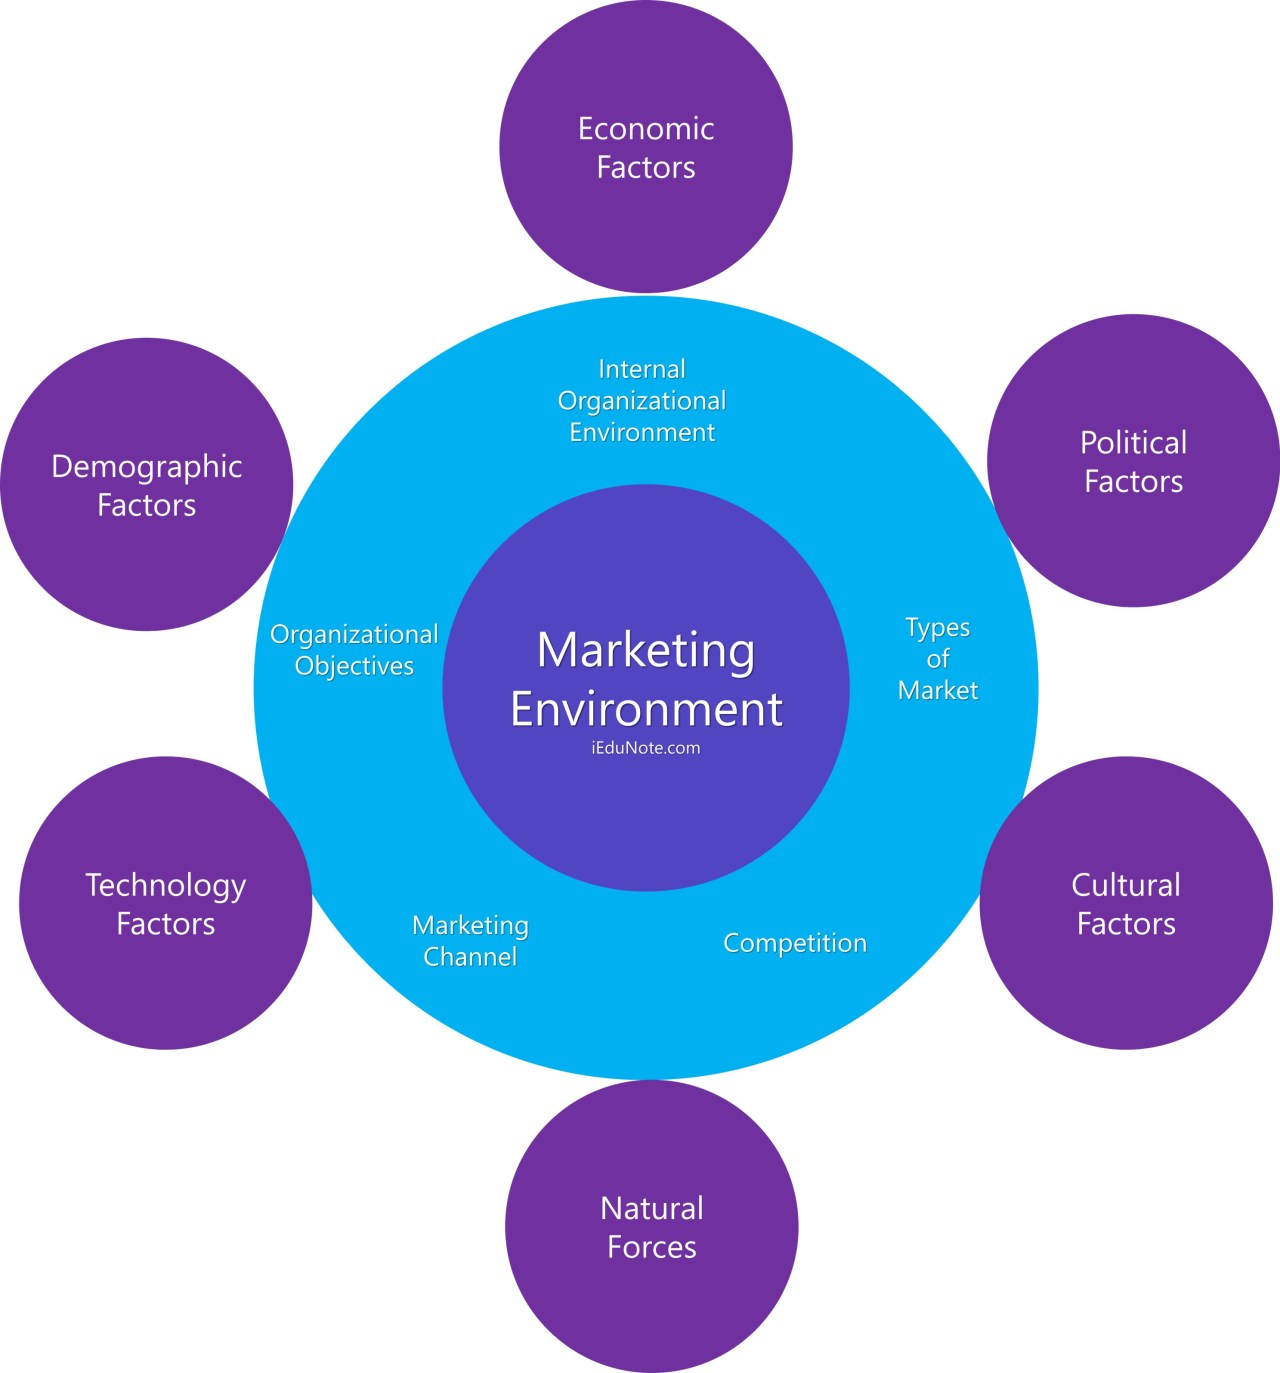 Economic
Factors
Internal
Organizational
Environment
Political
Factors
Demographic
Factors
Organizational
Objectives
Marketing
Environment
iEduNote.com
Types
of
Market
Technology
Factors
Cultural
Factors
Marketing
Channel
Competition
Natural
Forces